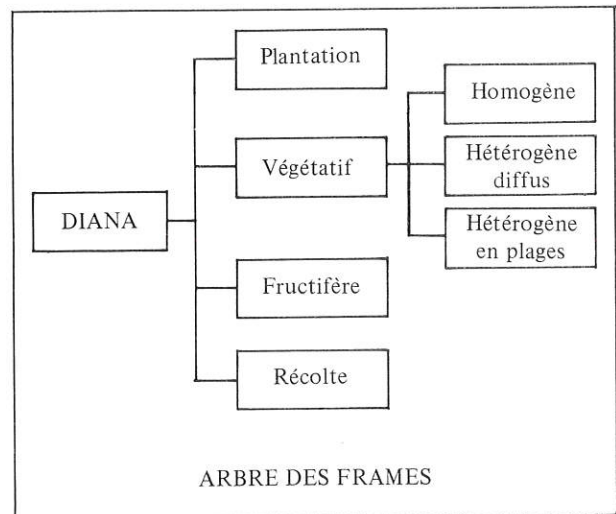 Plantation
Homogène
Végétatif
Hétérogène
diffus
DIANA
Hétérogène
en plages
Fructifère
Récolte
ARBRE DES FRAMES